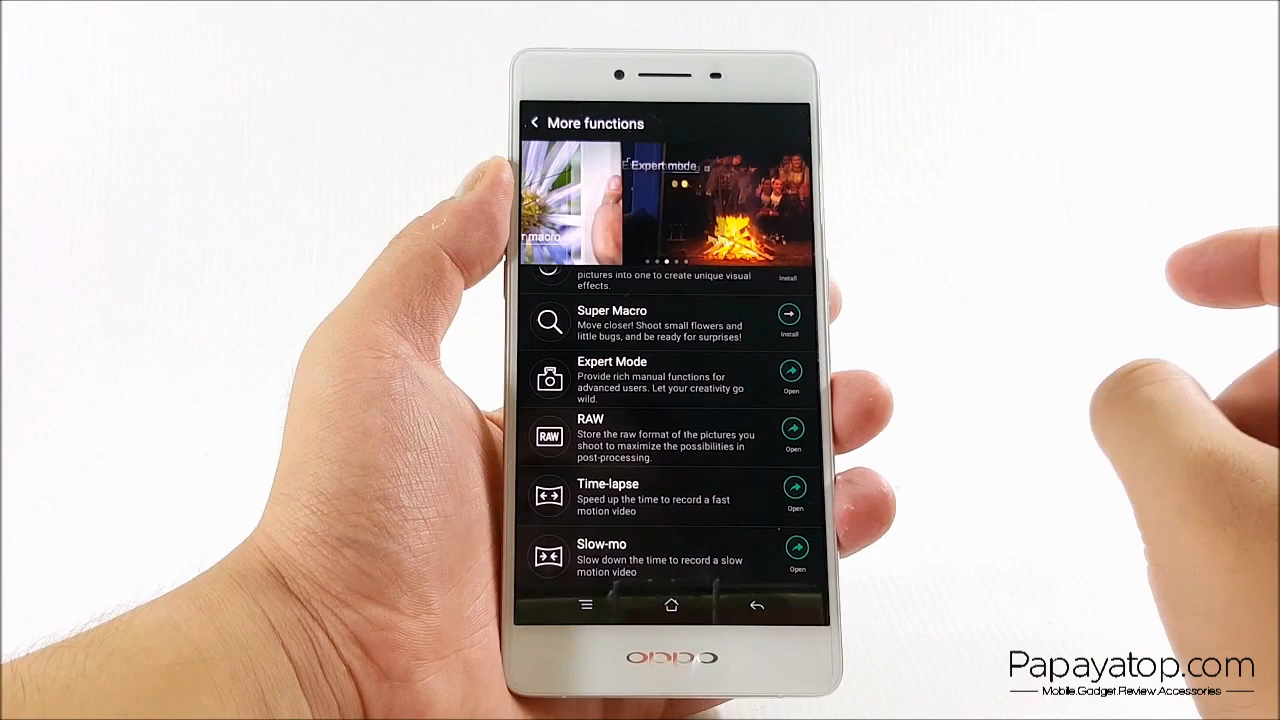 More functions
Expert mode
r macro
pictures into one to create unique visual
effects.
Install
Super Macro
Move closer! Shoot small flowers and
little bugs, and be ready for surprises!
Install
Expert Mode
Provide rich manual functions for
advanced users. Let your creativity go
wild.
Open
RAW
RAW
Store the raw format of the pictures you
shoot to maximize the possibilities in
post-processing.
Open
Time-lapse
Speed up the time to record a fast
motion video
Open
Slow-mo
Slow down the time to record a slow
motion video
Open
oppo
Papayatop.com
Mobile.Gadget.Review.Accessories